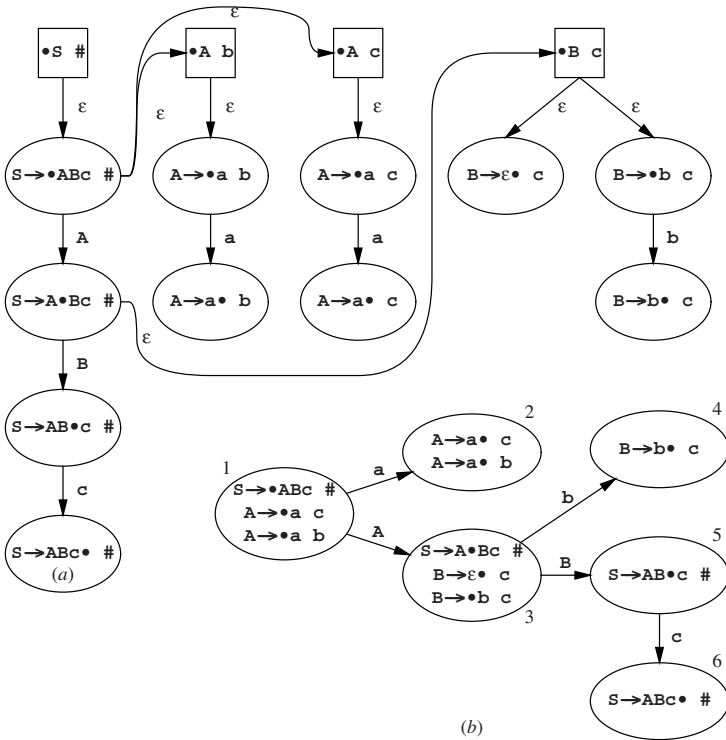 •S #
•A b
•A c
•B c
ε
ε
ε
ε
ε
ε
S→•ABc #
A→•a b
A→•a c
B→ε• c
B→•b c
A
a
a
b
S→A•Bc #
A→a• b
A→a• c
B→b• c
ε
B
S→AB•c #
c
S→ABc• #
(a)
1
S→•ABc #
A→•a c
A→•a b
a
A
2
A→a• c
A→a• b
S→A•Bc #
B→ε• c
B→•b c
3
b
B
4
B→b• c
5
S→AB•c #
c
6
S→ABc• #
(b)